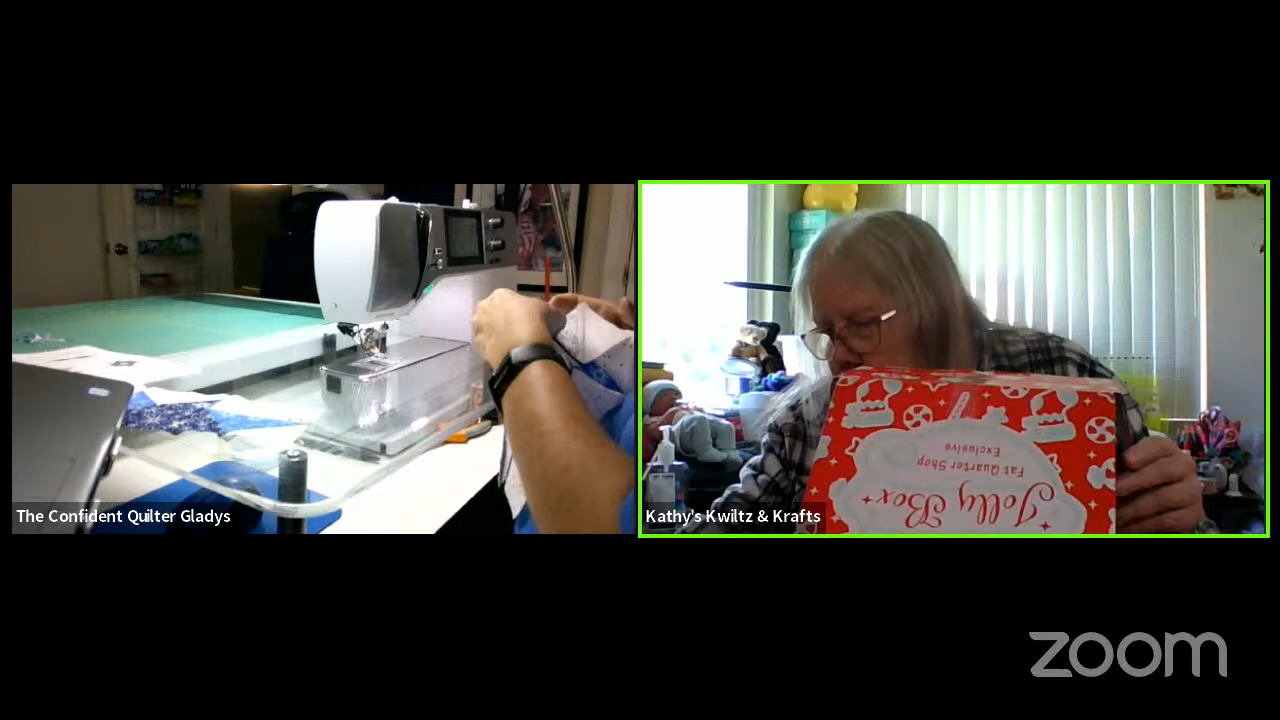 The Confident Quilter Gladys
Kathy's Kwiltz & Krafts
Jolly Box
Fat Quarter Shop
Exclusive
zoom